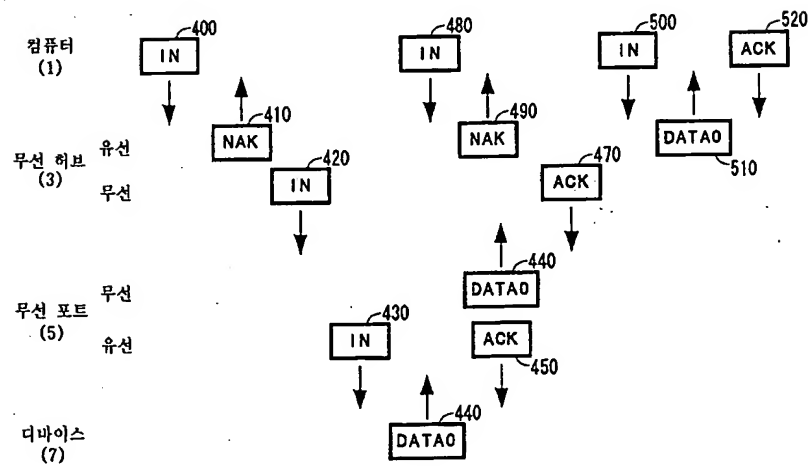 400
480
500
520
컴퓨터
(1)
IN
IN
IN
ACK
410
490
무선 허브
(3)
유선
NAK
NAK
DATA0
420
470
510
무선
IN
ACK
440
무선 포트
(5)
무선
DATA0
430
유선
IN
ACK
450
440
디바이스
(7)
DATA0